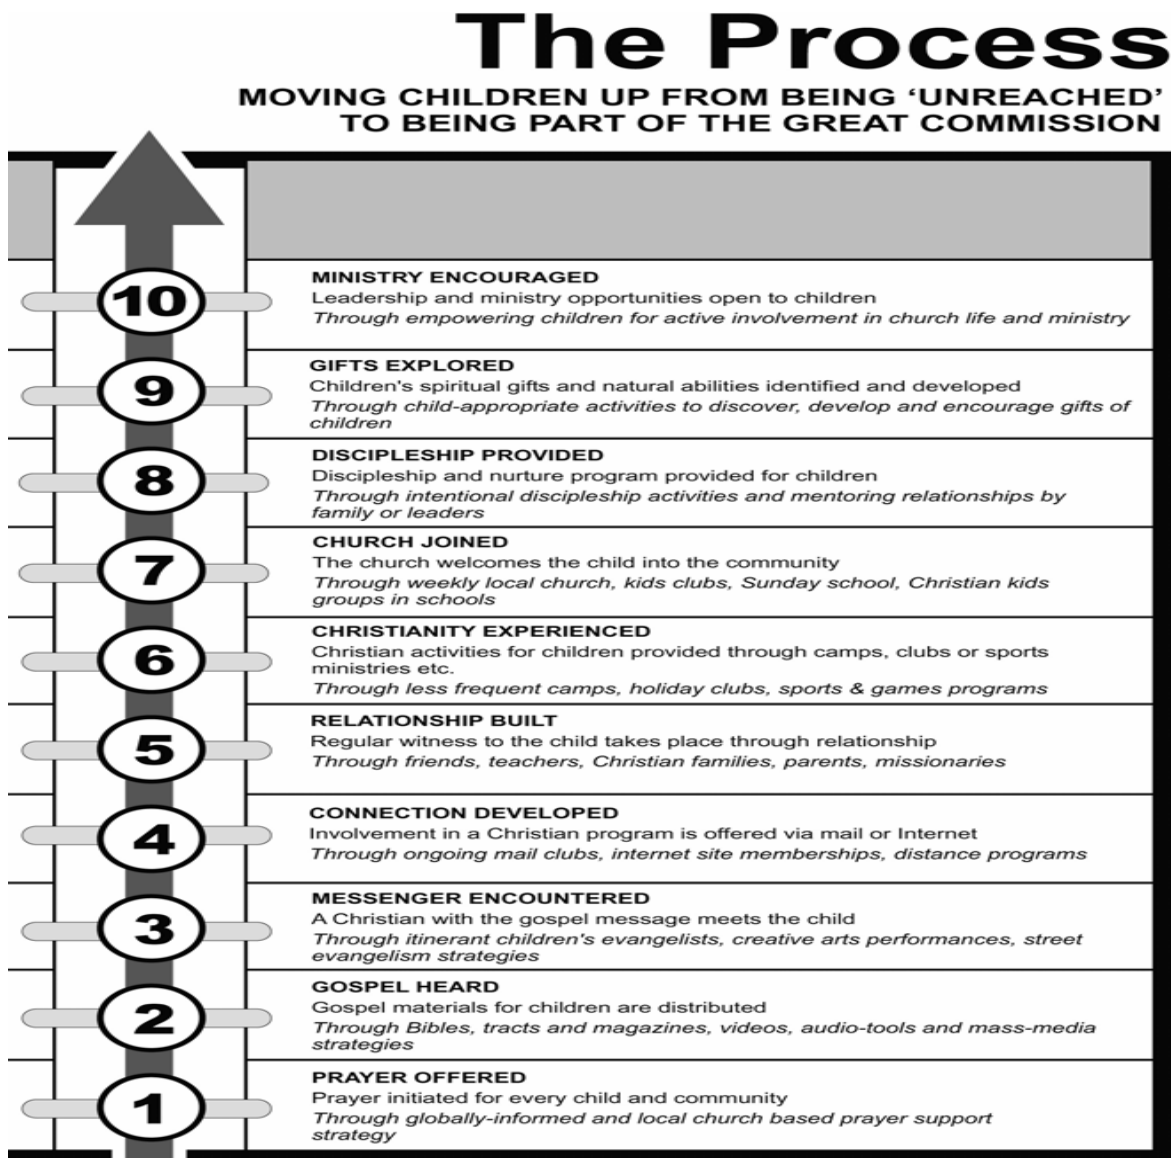 The Process
MOVING CHILDREN UP FROM BEING ‘UNREACHED’
TO BEING PART OF THE GREAT COMMISSION
10
MINISTRY ENCOURAGED
Leadership and ministry opportunities open to children
Through empowering children for active involvement in church life and ministry
9
GIFTS EXPLORED
Children's spiritual gifts and natural abilities identified and developed
Through child-appropriate activities to discover, develop and encourage gifts of
children
8
DISCIPLESHIP PROVIDED
Discipleship and nurture program provided for children
Through intentional discipleship activities and mentoring relationships by
family or leaders
7
CHURCH JOINED
The church welcomes the child into the community
Through weekly local church, kids clubs, Sunday school, Christian kids
groups in schools
6
CHRISTIANITY EXPERIENCED
Christian activities for children provided through camps, clubs or sports
ministries etc.
Through less frequent camps, holiday clubs, sports & games programs
5
RELATIONSHIP BUILT
Regular witness to the child takes place through relationship
Through friends, teachers, Christian families, parents, missionaries
4
CONNECTION DEVELOPED
Involvement in a Christian program is offered via mail or Internet
Through ongoing mail clubs, internet site memberships, distance programs
3
MESSENGER ENCOUNTERED
A Christian with the gospel message meets the child
Through itinerant children's evangelists, creative arts performances, street
evangelism strategies
2
GOSPEL HEARD
Gospel materials for children are distributed
Through Bibles, tracts and magazines, videos, audio-tools and mass-media
strategies
1
PRAYER OFFERED
Prayer initiated for every child and community
Through globally-informed and local church based prayer support
strategy